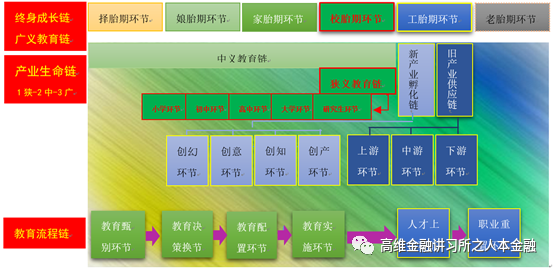 终身成长链
广义教育链
择胎期环节
娘胎期环节
家胎期环节
校胎期环节
工胎期环节
老胎期环节
产业生命链
1 狭-2 中-3 广
中义教育链
新产业孵化链
旧产业供应链
狭义教育链
小学环节
初中环节
高中环节
大学环节
研究生环节
创幻
环节
创意
环节
创知
环节
创产
环节
上游
环节
中游
环节
下游
环节
教育流程链
教育甄
别环节
教育决
策换节
教育配
置环节
教育实
施环节
人才上
职业重
高维金融讲习所之人本金融